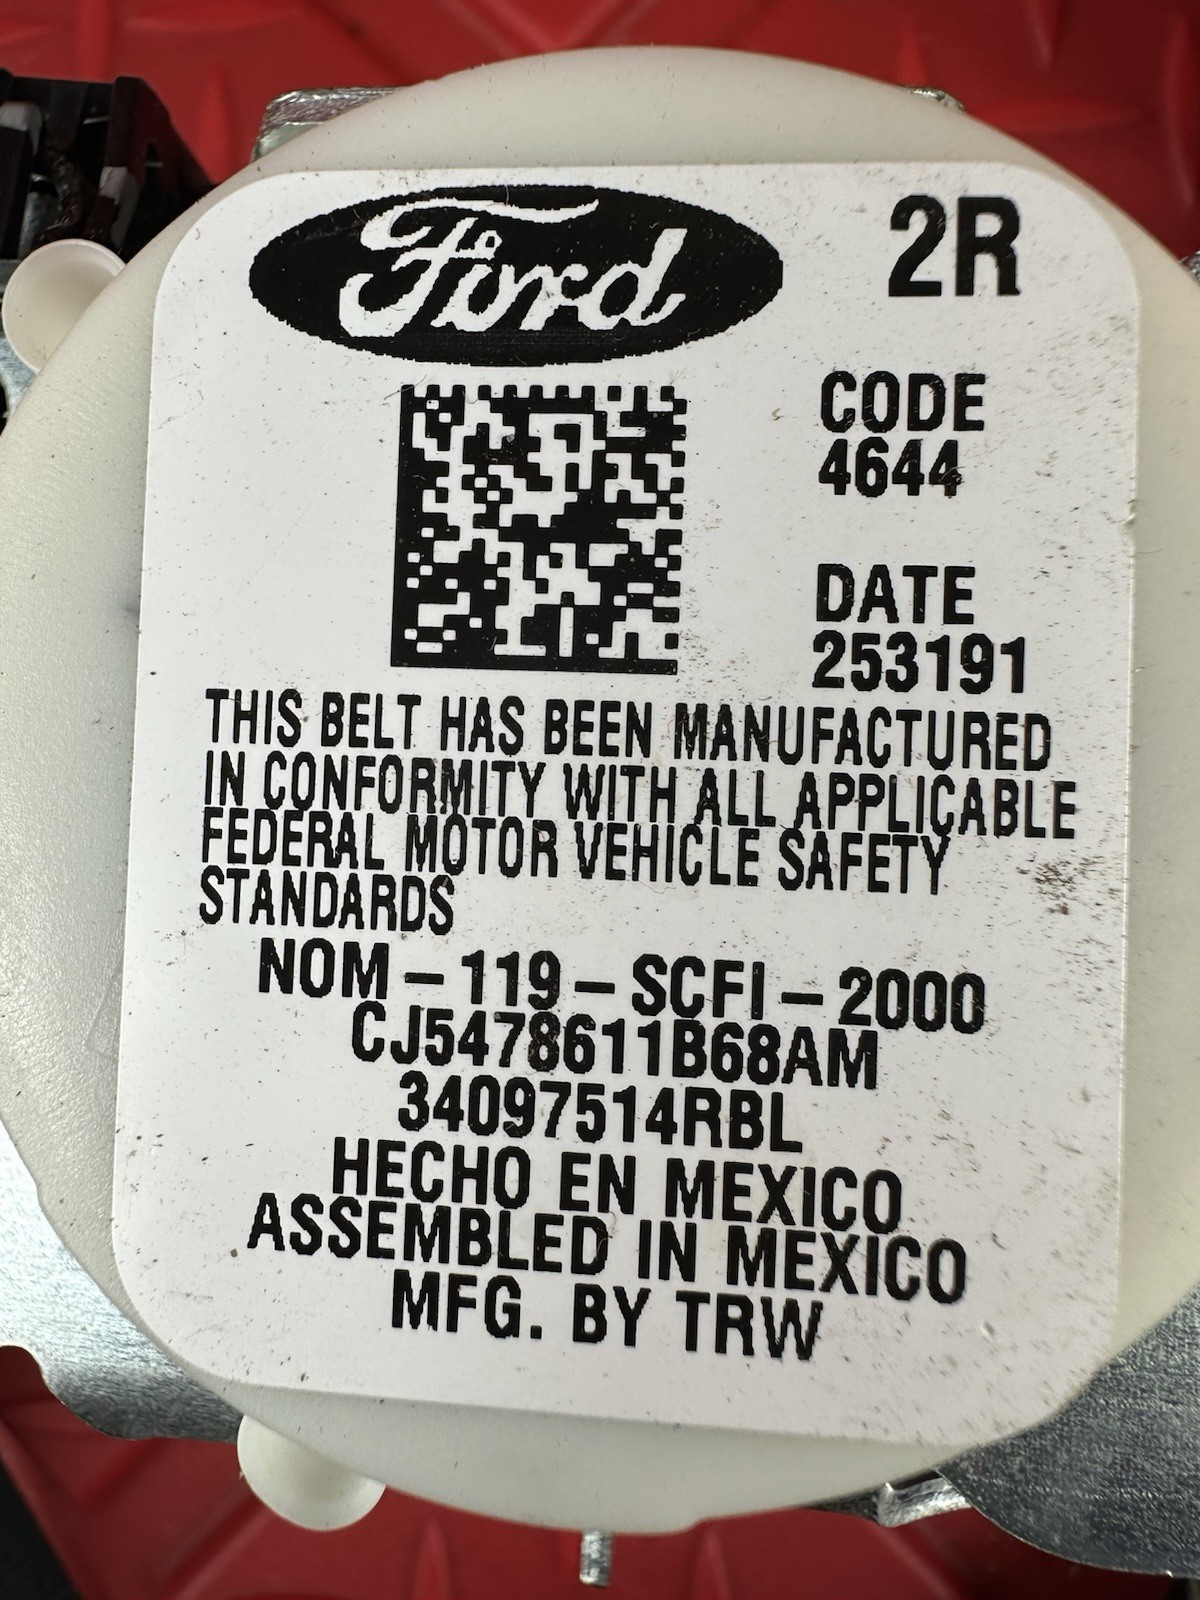 Ford
2R
CODE
4644
DATE
253191
THIS BELT HAS BEEN MANUFACTURED
IN CONFORMITY WITH ALL APPLICABLE
FEDERAL MOTOR VEHICLE SAFETY
STANDARDS
NOM-119-SCFI-2000
CJ5478611B68AM
34097514RBL
HECHO EN MEXICO
ASSEMBLED IN MEXICO
MFG. BY TRW